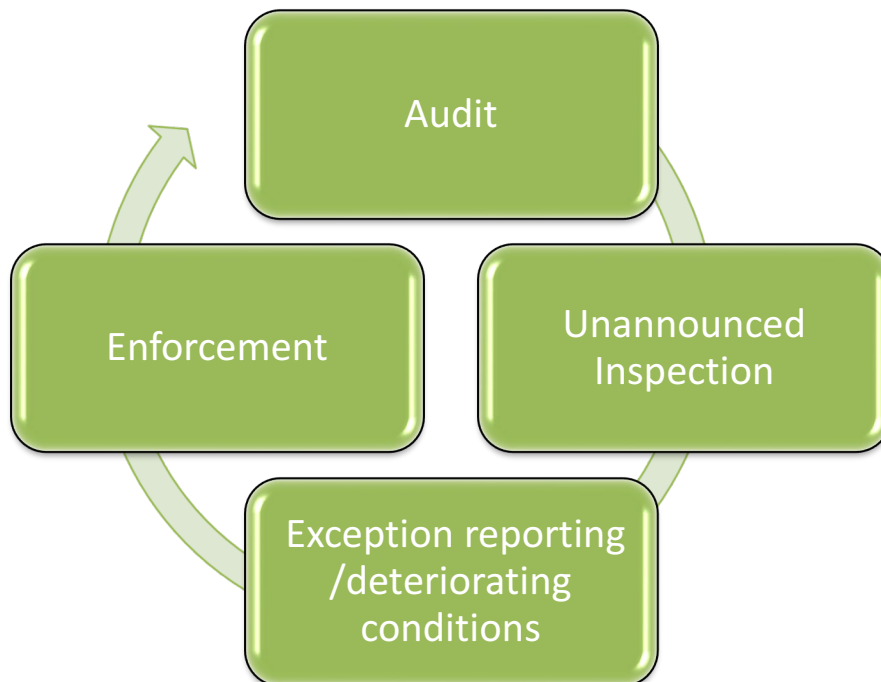 Audit
Unannounced
Inspection
Exception reporting
/deteriorating
conditions
Enforcement